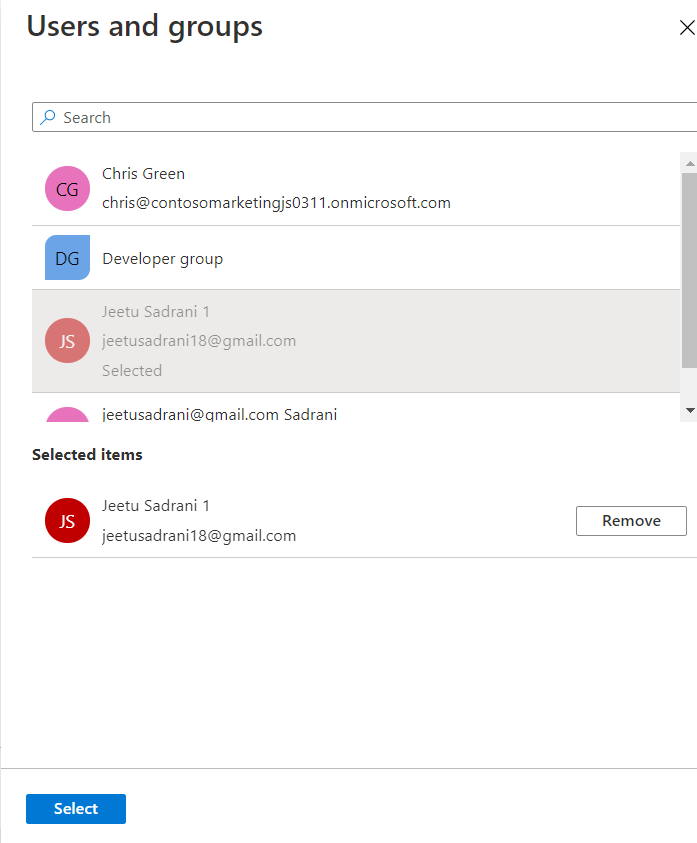 Users and groups
Search
CG
Chris Green
chris@contosomarketingjs0311.onmicrosoft.com
DG
Developer group
JS
Jeetu Sadrani 1
jeetusadrani18@gmail.com
Selected
jeetusadrani@gmail.com Sadrani
Selected items
JS
Jeetu Sadrani 1
jeetusadrani18@gmail.com
Remove
Select